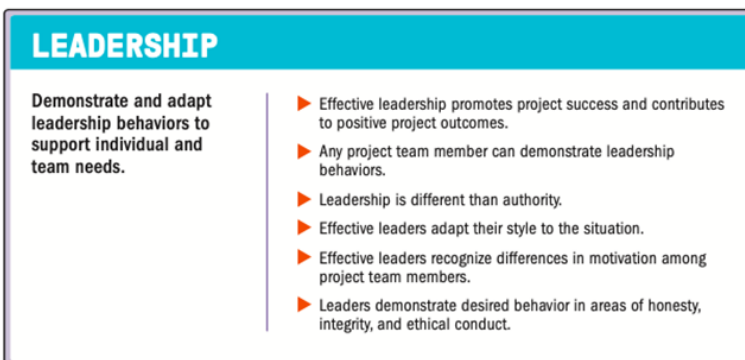 LEADERSHIP
Demonstrate and adapt
leadership behaviors to
support individual and
team needs.
Effective leadership promotes project success and contributes
to positive project outcomes.
Any project team member can demonstrate leadership
behaviors.
Leadership is different than authority.
Effective leaders adapt their style to the situation.
Effective leaders recognize differences in motivation among
project team members.
Leaders demonstrate desired behavior in areas of honesty,
integrity, and ethical conduct.